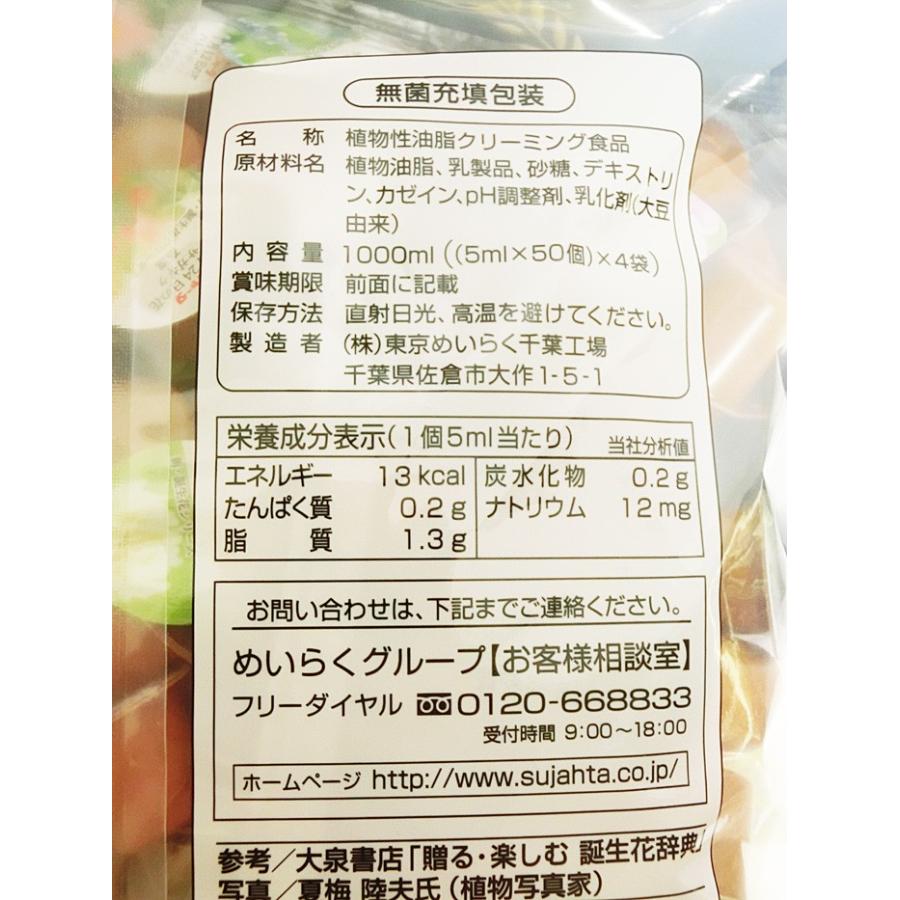 無菌充填包装
名称 植物性油脂クリーミング食品
原材料名 植物油脂、乳製品、砂糖、デキストリ
ン、カゼイン、pH調整剤、乳化剤(大豆
由来)
内容量 1000ml((5ml×50個)×4袋)
賞味期限 前面に記載
保存方法 直射日光、高温を避けてください。
製造者 (株)東京めいらく千葉工場
千葉県佐倉市大作1-5-1
栄養成分表示(1個5ml当たり) 当社分析値
エネルギー 13kcal 炭水化物 0.2g
たんぱく質 0.2g ナトリウム 12mg
脂質 1.3g
お問い合わせは、下記までご連絡ください。
めいらくグループ【お客様相談室】
フリーダイヤル 0120-668833
受付時間 9:00~18:00
ホームページ http://www.sujahta.co.jp/
参考/大泉書店「贈る・楽しむ 誕生花辞典」
写真/夏梅 陸夫氏(植物写真家)